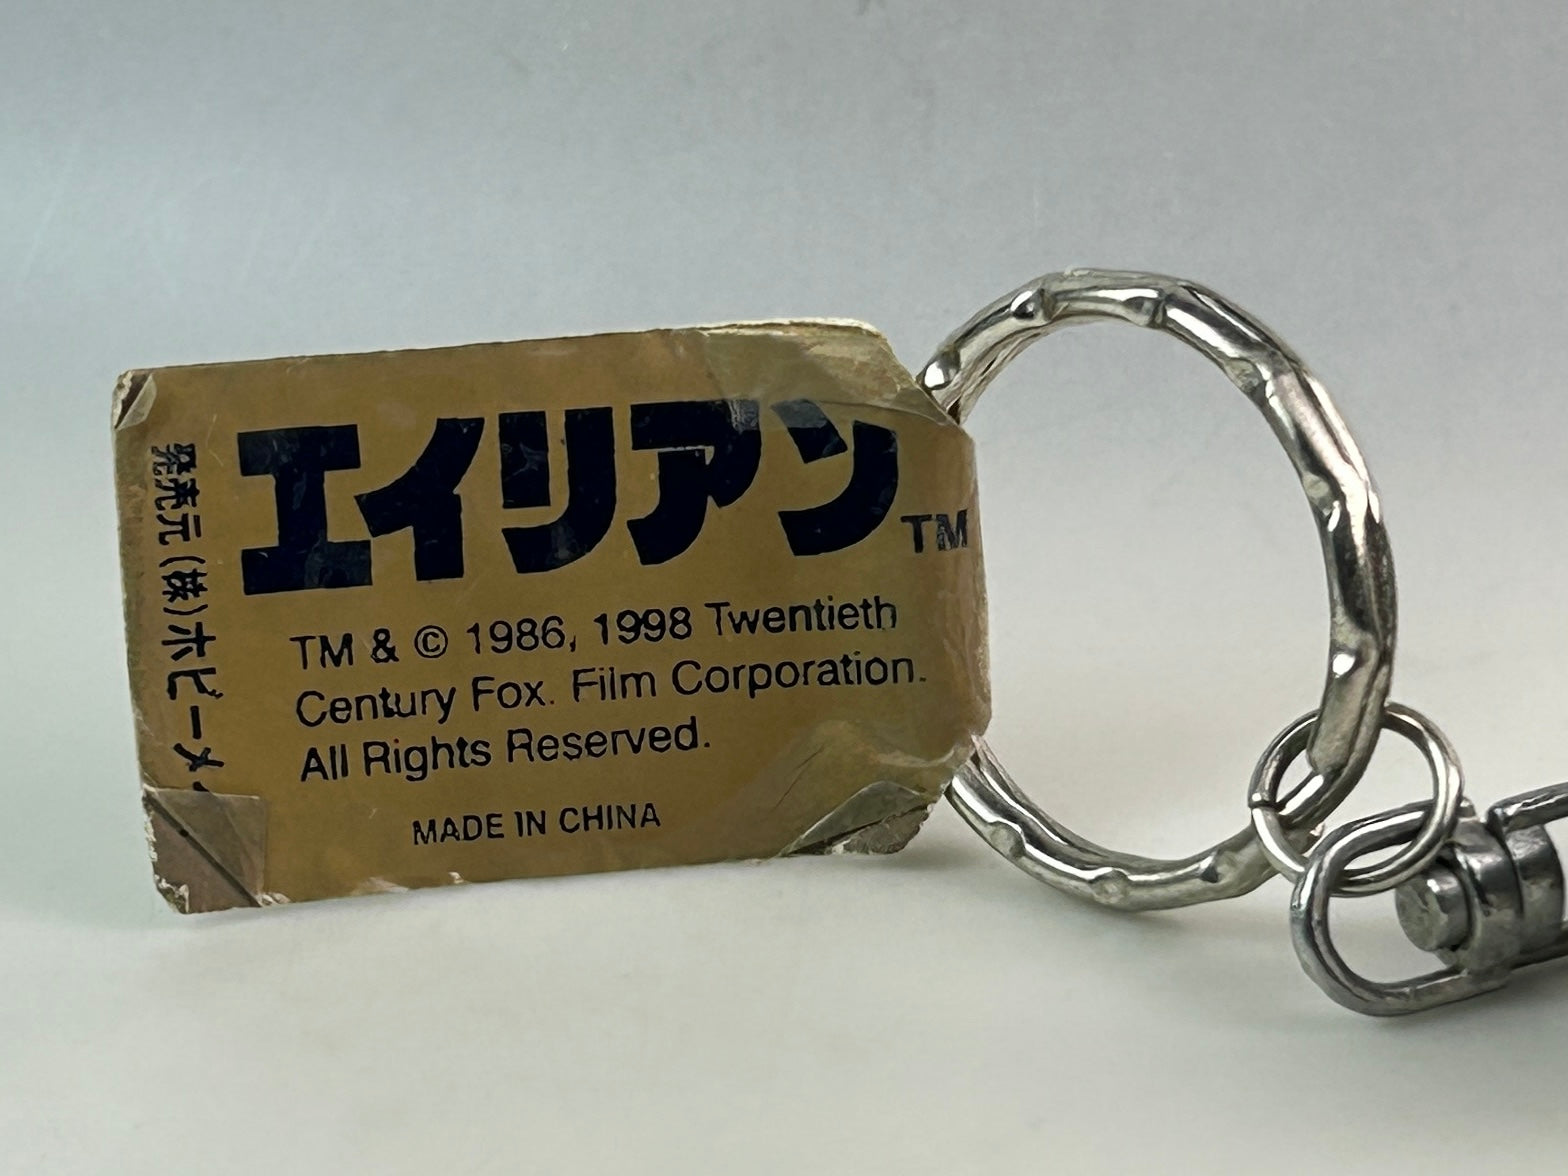 エイリアン TM
TM & © 1986, 1998 Twentieth
Century Fox. Film Corporation.
All Rights Reserved.
MADE IN CHINA
発売元(株)ホビーメ